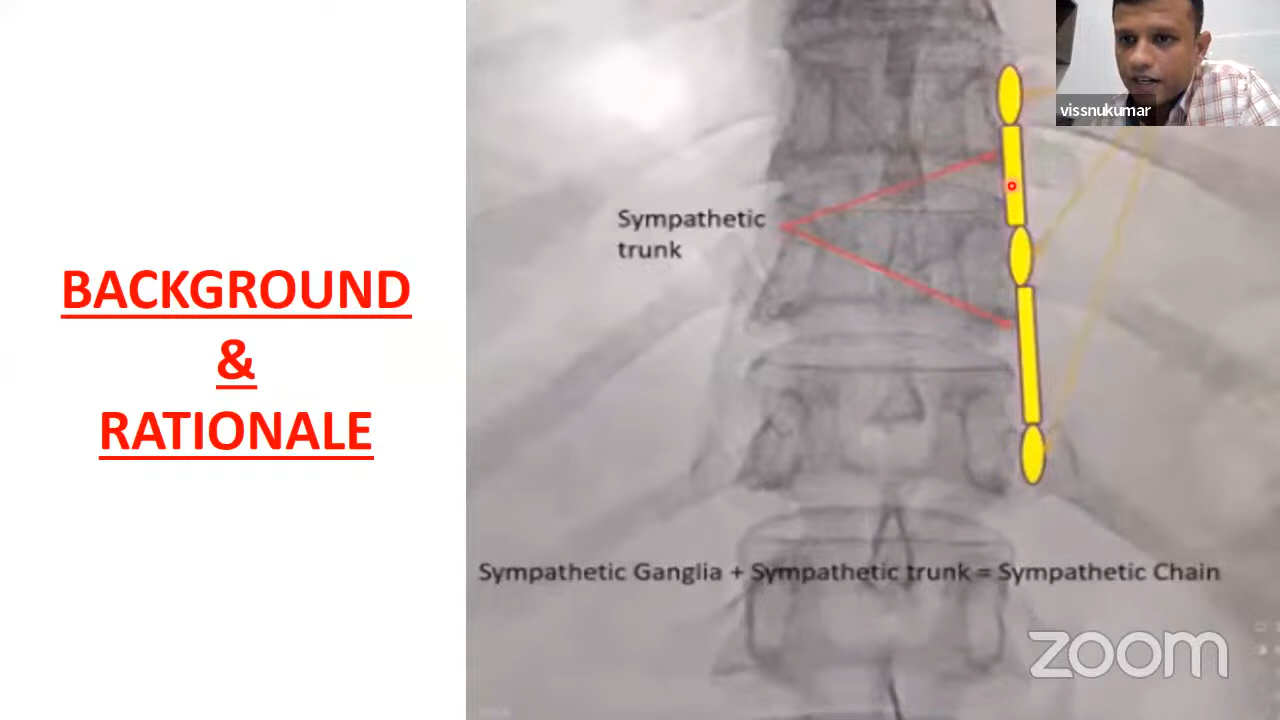 BACKGROUND
&
RATIONALE
vissnukumar
Sympathetic
trunk
Sympathetic Ganglia + Sympathetic trunk = Sympathetic Chain
zoom